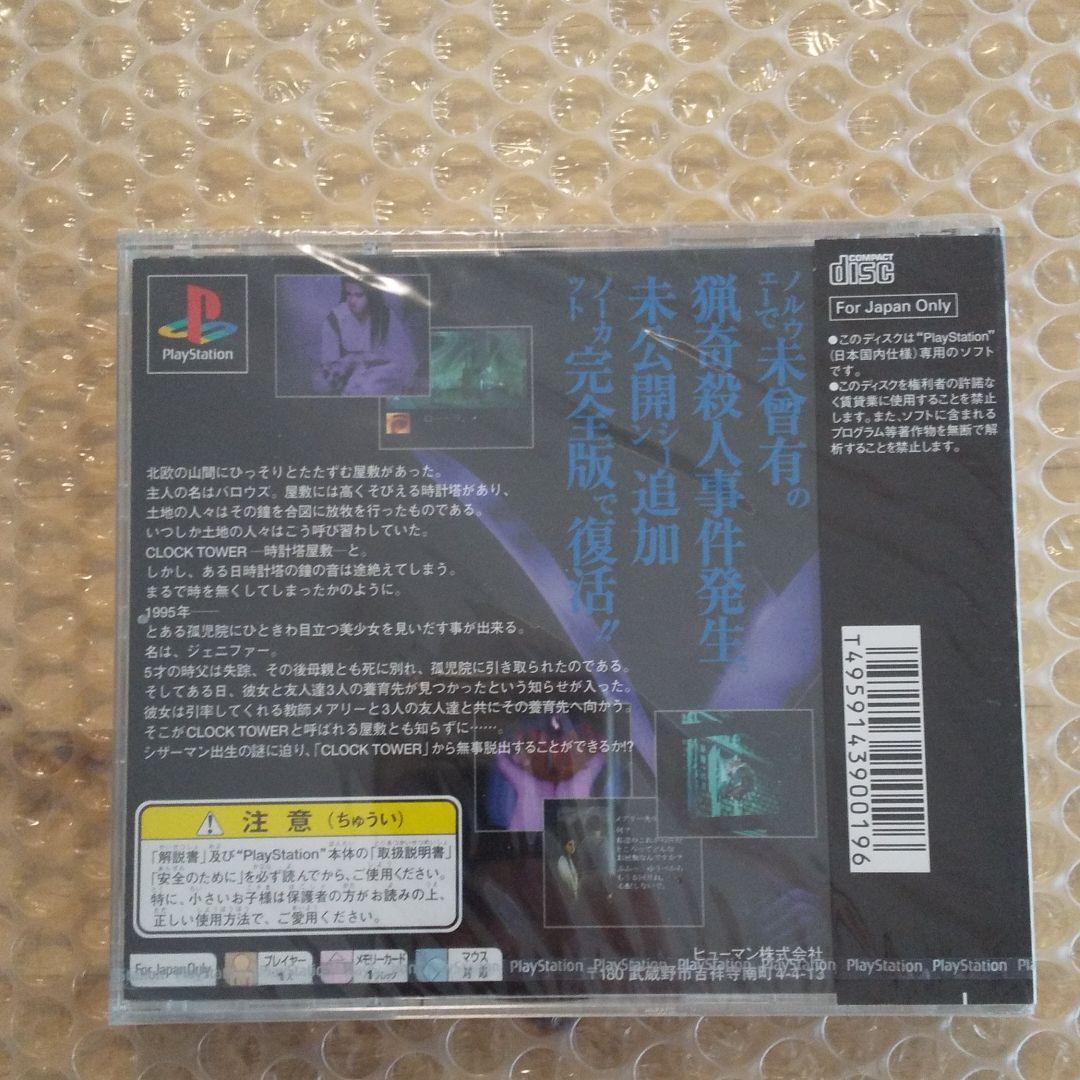 PlayStation
ノルウェーで未曾有の
猟奇殺人事件発生
未公開シーン追加
ノーカット完全版で復活!!
COMPACT
disc
For Japan Only
●このディスクは“PlayStation”
(日本国内仕様)専用のソフト
です。
●このディスクを権利者の許諾な
く賃貸業に使用することを禁止
します。また、ソフトに含まれる
プログラム等著作物を無断で解
析することを禁止します。
北欧の山間にひっそりとたたずむ屋敷があった。
主人の名はバロウズ。屋敷には高くそびえる時計塔があり、
土地の人々はその鐘を合図に放牧を行ったものである。
いつしか土地の人々はこう呼び習わしていた。
CLOCK TOWER ―時計塔屋敷―と。
しかし、ある日時計塔の鐘の音は途絶えてしまう。
まるで時を無くしてしまったかのように。
1995年――
とある孤児院にひときわ目立つ美少女を見いだす事が出来る。
名は、ジェニファー。
5才の時父は失踪、その後母親とも死に別れ、孤児院に引き取られたのである。
そしてある日、彼女と友人達3人の養育先が見つかったという知らせが入った。
彼女は引率してくれる教師メアリーと3人の友人達と共にその養育先へ向かう。
そこがCLOCK TOWERと呼ばれる屋敷とも知らずに……。
シザーマン出生の謎に迫り、「CLOCK TOWER」から無事脱出することができるか!?
T4959143900196
注意(ちゅうい)
「解説書」及び“PlayStation”本体の「取扱説明書」
「安全のために」を必ず読んでから、ご使用ください。
特に、小さいお子様は保護者の方がお読みの上、
正しい使用方法で、ご愛用ください。
For Japan Only
プレイヤー
1人
メモリーカード
1ブロック
マウス
対応
ヒューマン株式会社
〒180 武蔵野市吉祥寺南町4-4-13
PlayStation PlayStation PlayStation PlayStation PlayStation PlayStation